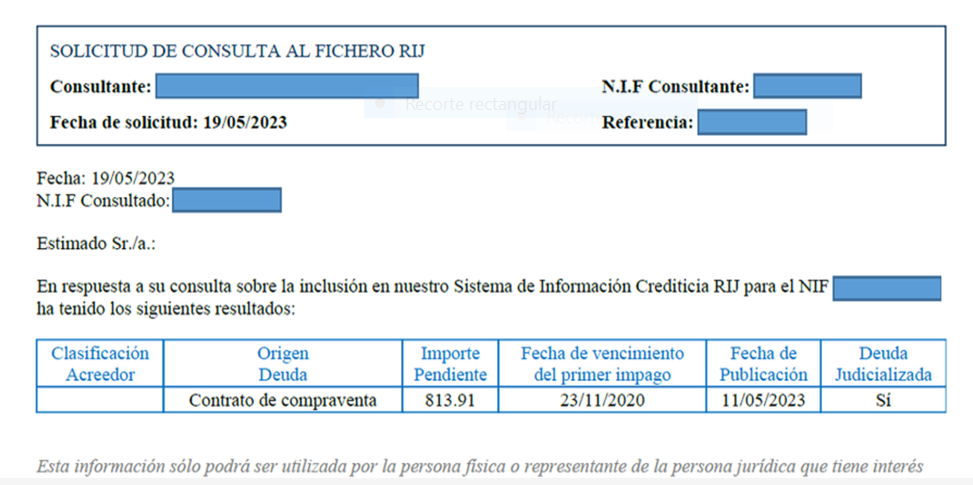 SOLICITUD DE CONSULTA AL FICHERO RIJ
Consultante: N.I.F Consultante:
Recorte rectangular
Fecha de solicitud: 19/05/2023 Referencia:
Fecha: 19/05/2023
N.I.F Consultado:
Estimado Sr./a.:
En respuesta a su consulta sobre la inclusión en nuestro Sistema de Información Crediticia RIJ para el NIF
ha tenido los siguientes resultados:
Clasificación Origen Importe Fecha de vencimiento Fecha de Deuda
Acreedor Deuda Pendiente del primer impago Publicación Judicializada
Contrato de compraventa 813.91 23/11/2020 11/05/2023 Sí
Esta información sólo podrá ser utilizada por la persona física o representante de la persona jurídica que tiene interés